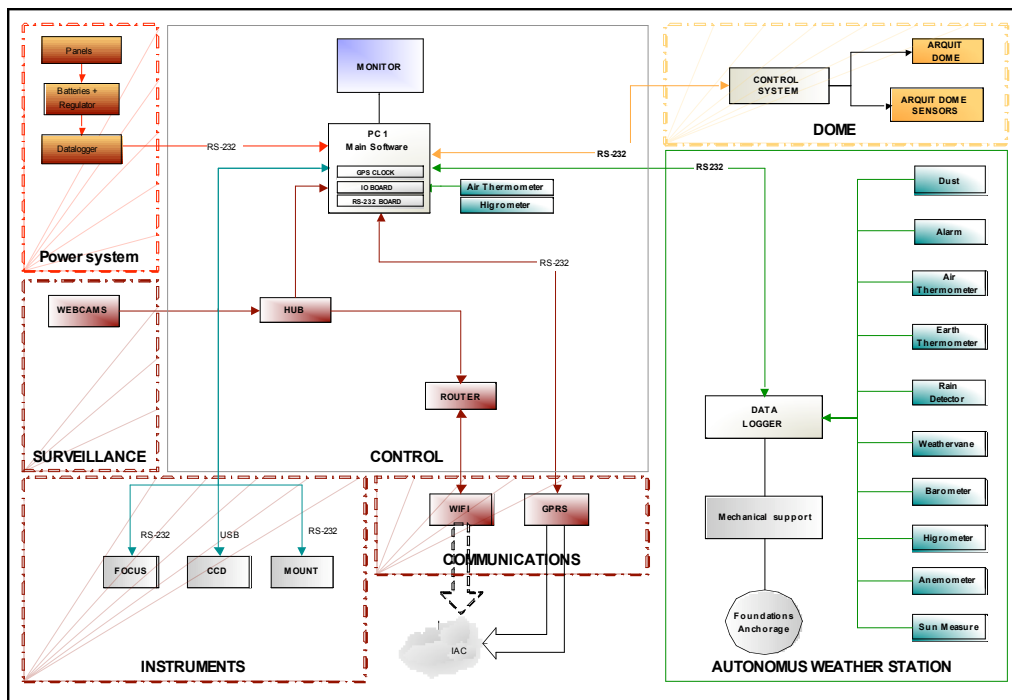 Panels
Batteries +
Regulator
Datalogger
RS-232
Power system
MONITOR
PC 1
Main Software
GPS CLOCK
IO BOARD
RS-232 BOARD
Air Thermometer
Higrometer
RS-232
RS-232
RS232
CONTROL
SYSTEM
ARQUIT
DOME
ARQUIT DOME
SENSORS
DOME
WEBCAMS
SURVEILLANCE
HUB
ROUTER
CONTROL
WIFI
GPRS
COMMUNICATIONS
IAC
RS-232
USB
RS-232
FOCUS
CCD
MOUNT
INSTRUMENTS
DATA
LOGGER
Mechanical support
Foundations
Anchorage
Dust
Alarm
Air
Thermometer
Earth
Thermometer
Rain
Detector
Weathervane
Barometer
Higrometer
Anemometer
Sun Measure
AUTONOMUS WEATHER STATION